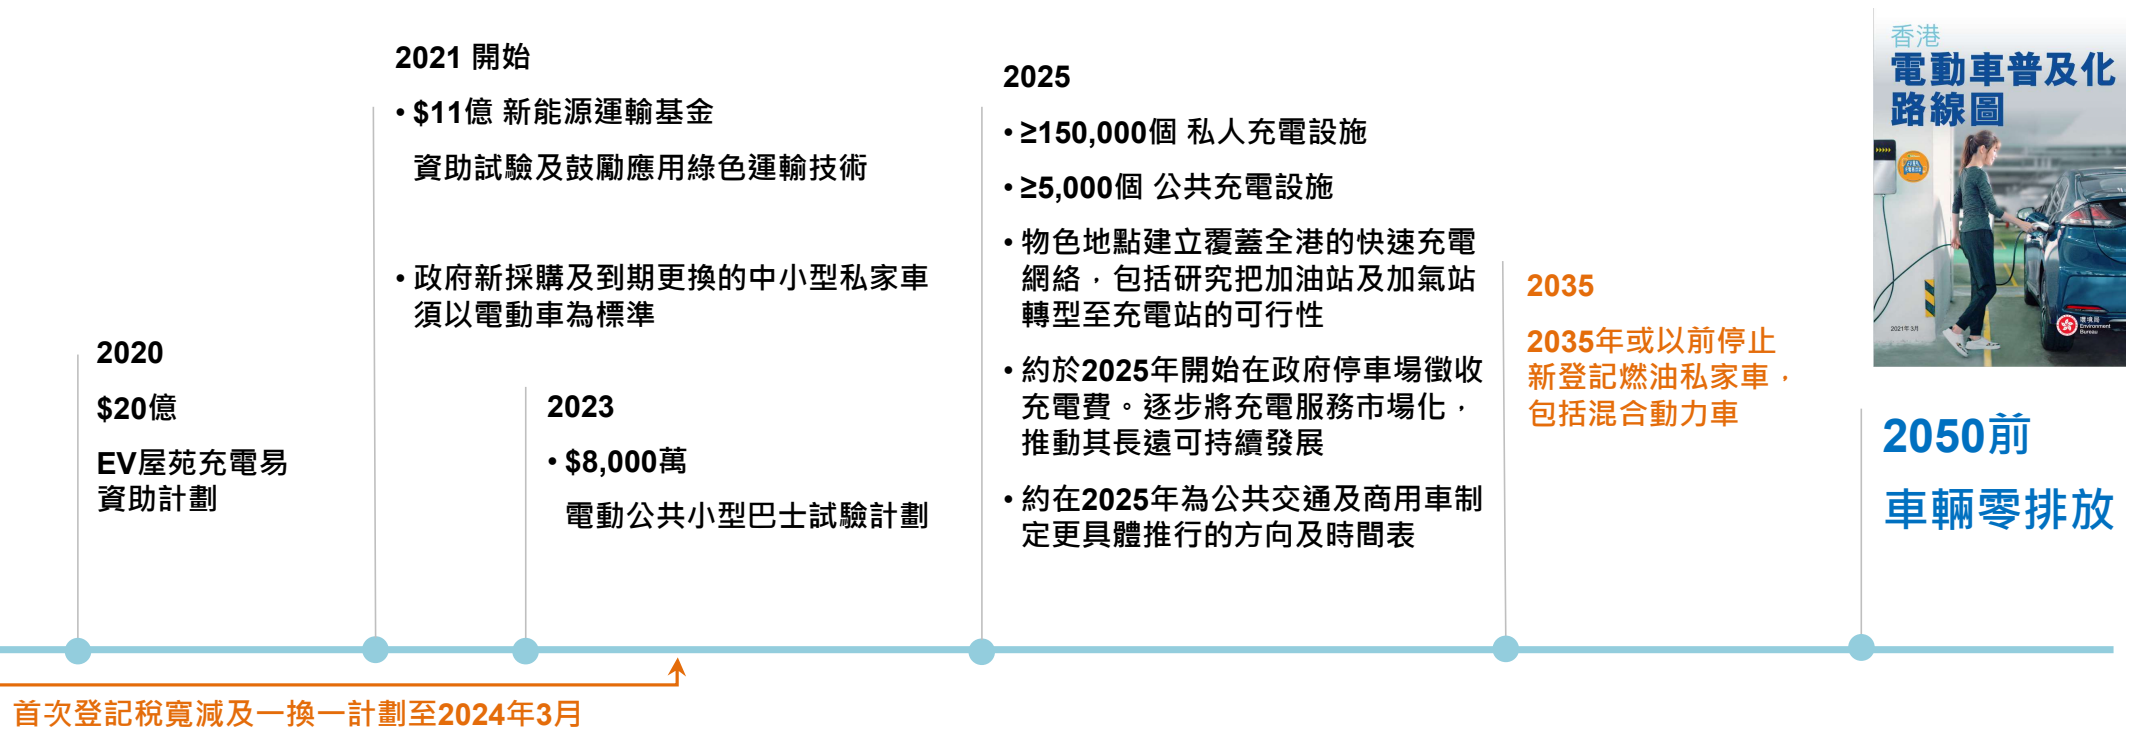 2020
$20億
EV屋苑充電易
資助計劃
2021 開始
• $11億 新能源運輸基金
資助試驗及鼓勵應用綠色運輸技術
• 政府新採購及到期更換的中小型私家車
須以電動車為標準
2023
• $8,000萬
電動公共小型巴士試驗計劃
2025
• ≥150,000個 私人充電設施
• ≥5,000個 公共充電設施
• 物色地點建立覆蓋全港的快速充電
網絡，包括研究把加油站及加氣站
轉型至充電站的可行性
• 約於2025年開始在政府停車場徵收
充電費。逐步將充電服務市場化，
推動其長遠可持續發展
• 約在2025年為公共交通及商用車制
定更具體推行的方向及時間表
2035
2035年或以前停止
新登記燃油私家車，
包括混合動力車
香港
電動車普及化
路線圖
2021年3月
環境局
Environment
Bureau
2050前
車輛零排放
首次登記稅寬減及一換一計劃至2024年3月